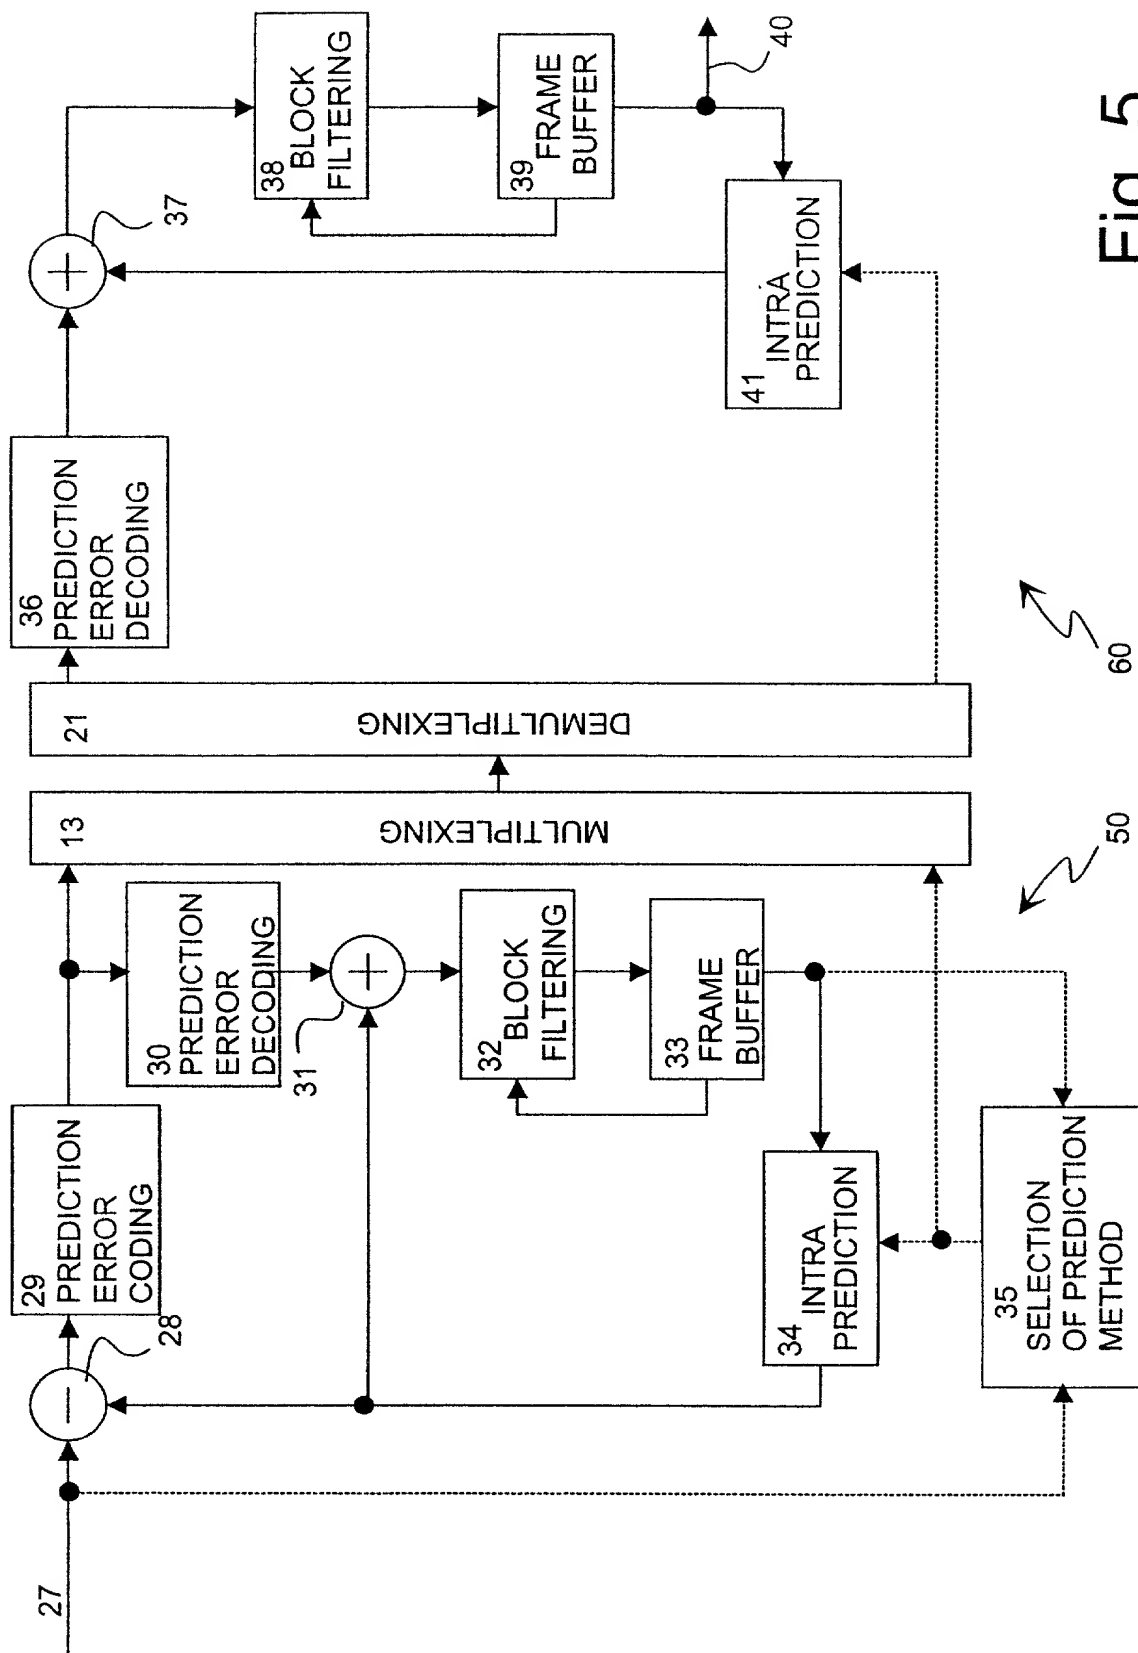 27
28
29
PREDICTION
ERROR
CODING
30
PREDICTION
ERROR
DECODING
31
32
BLOCK
FILTERING
33
FRAME
BUFFER
34
INTRA
PREDICTION
35
SELECTION
OF PREDICTION
METHOD
13
MULTIPLEXING
50
21
DEMULTIPLEXING
36
PREDICTION
ERROR
DECODING
37
38
BLOCK
FILTERING
39
FRAME
BUFFER
40
41
INTRA
PREDICTION
60
Fig. 5